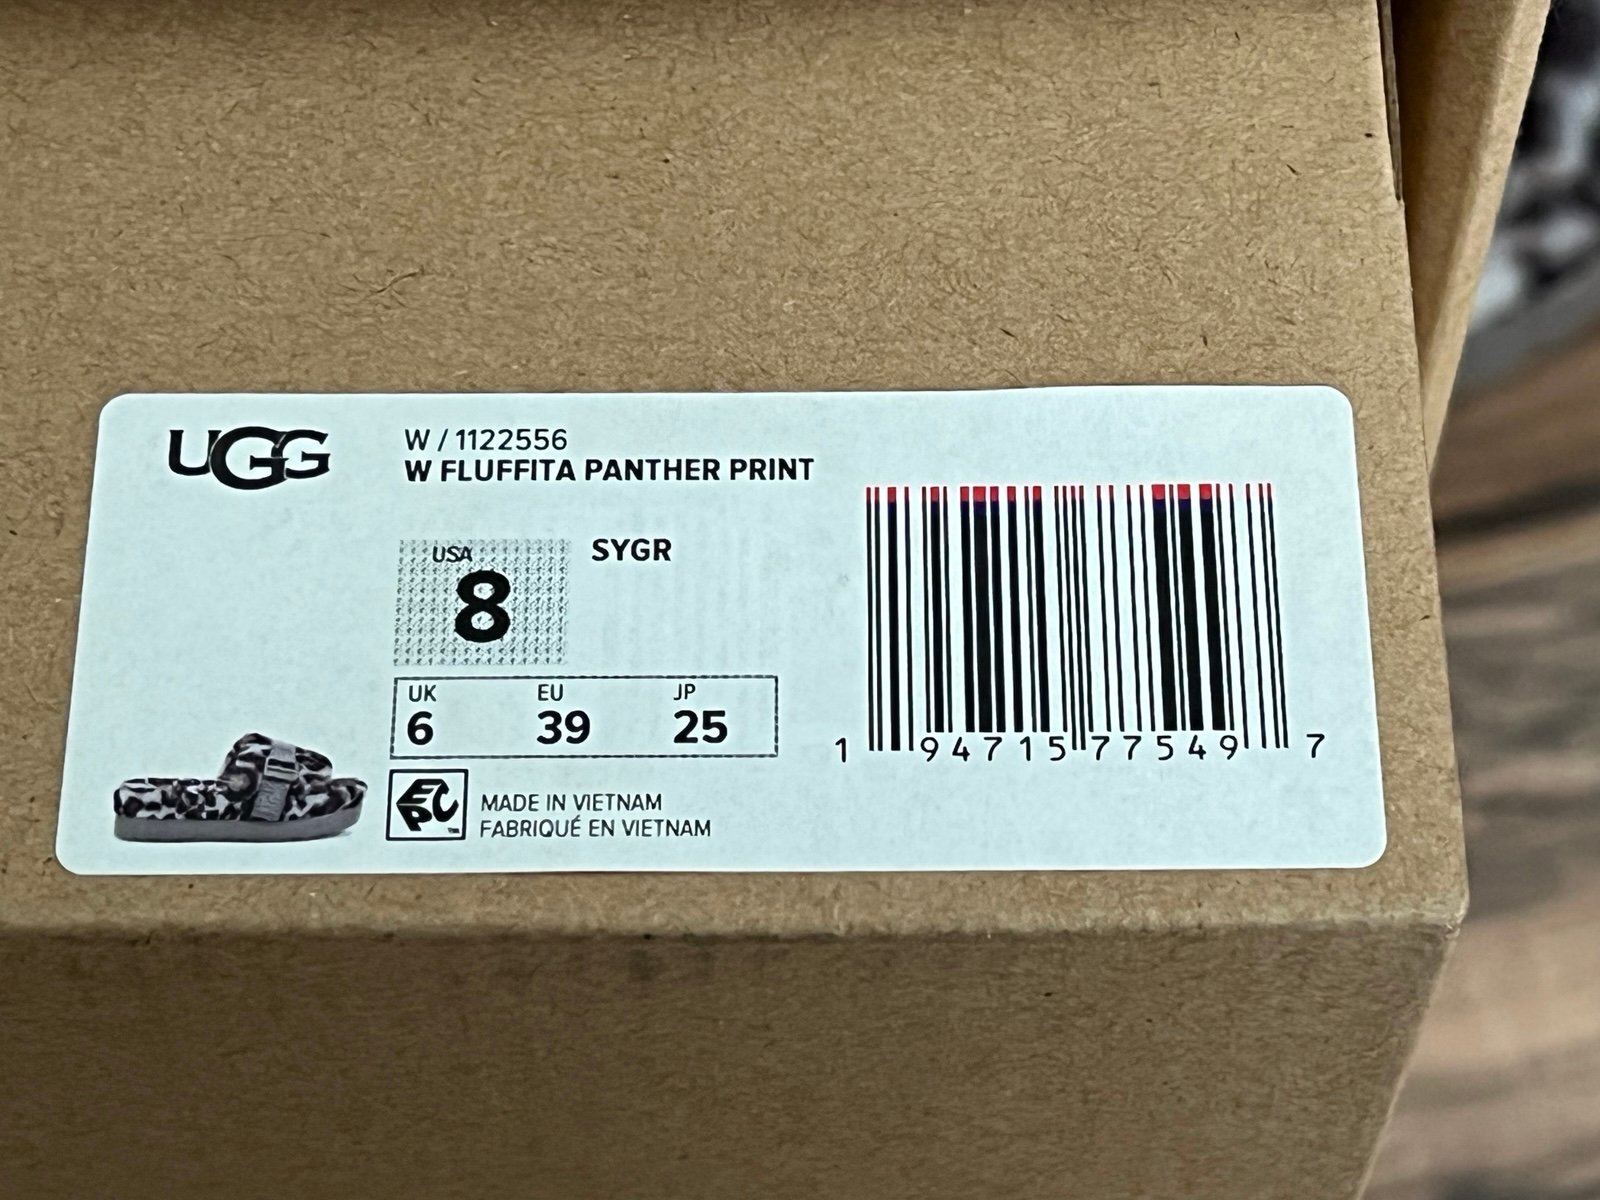 UGG
W / 1122556
W FLUFFITA PANTHER PRINT
USA
8
SYGR
UK EU JP
6 39 25
EPC
MADE IN VIETNAM
FABRIQUÉ EN VIETNAM
1 94715 77549 7